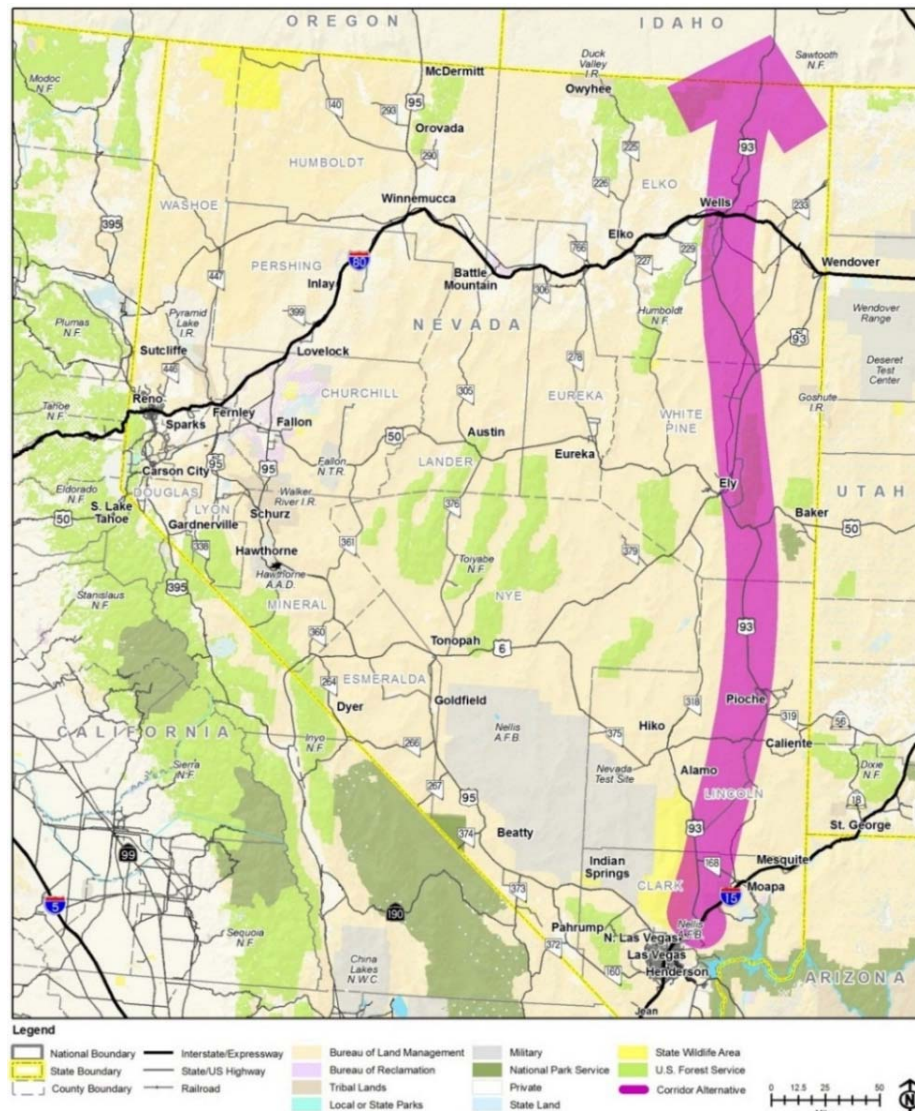 OREGON
IDAHO
Modoc
N.F.
McDermitt
Duck
Valley
I.R.
Owyhee
Sawtooth
N.F.
140
293
95
Orovada
290
225
226
93
HUMBOLDT
ELKO
WASHOE
395
Winnemucca
Wells
233
Elko
766
229
227
Wendover
PERSHING
80
447
Inlay
Battle
Mountain
306
Humboldt
N.F.
Wendover
Range
Deseret
Test
Center
Plumas
N.F.
Pyramid
Lake
I.R.
399
NEVADA
93
Sutcliffe
446
Lovelock
278
Tahoe
N.F.
Reno
Sparks
Fernley
CHURCHILL
305
EUREKA
WHITE
PINE
Goshute
I.R.
Fallon
50
Austin
Carson City
95
95
Fallon
N.T.R.
LANDER
Eureka
Eldorado
N.F.
DOUGLAS
LYON
Walker
River I.R.
Ely
UTAH
S. Lake
Tahoe
50
Gardnerville
Schurz
376
Baker
50
338
361
Hawthorne
379
Toiyabe
N.F.
395
Hawthorne
A.A.D.
Stanislaus
N.F.
MINERAL
NYE
360
Tonopah
6
93
ESMERALDA
264
Dyer
Goldfield
Pioche
318
Hiko
319
56
CALIFORNIA
Nellis
A.F.B
375
Inyo
N.F.
266
Caliente
Sierra
N.F.
Nevada
Test Site
Alamo
Dixie
N.F.
267
95
LINCOLN
18
374
Beatty
93
St. George
99
Indian
Springs
168
Mesquite
Moapa
5
190
373
CLARK
15
Sequoia
N.F.
Pahrump
Nellis
A.F.B.
N. Las Vegas
372
Las Vegas
160
Henderson
ARIZONA
China
Lakes
N.W.C.
Jean
Legend
National Boundary
State Boundary
County Boundary
Interstate/Expressway
State/US Highway
Railroad
Bureau of Land Management
Bureau of Reclamation
Tribal Lands
Local or State Parks
Military
National Park Service
Private
State Land
State Wildlife Area
U.S. Forest Service
Corridor Alternative
0 12.5 25 50
N